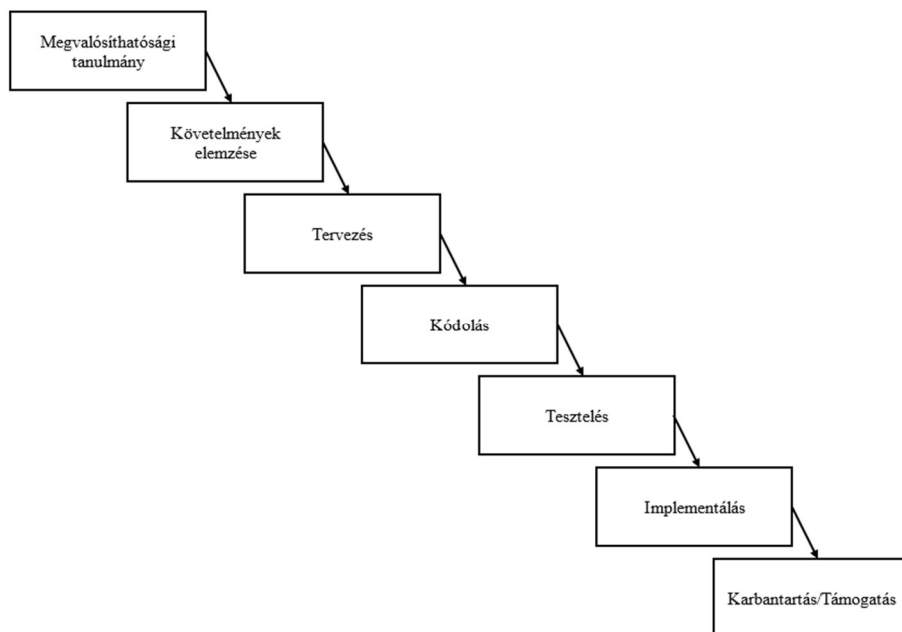 Megvalósíthatósági
tanulmány
Követelmények
elemzése
Tervezés
Kódolás
Tesztelés
Implementálás
Karbantartás/Támogatás